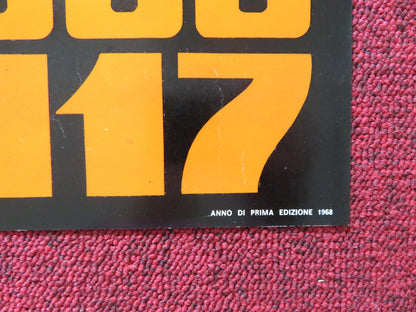 117
ANNO DI PRIMA EDIZIONE 1968